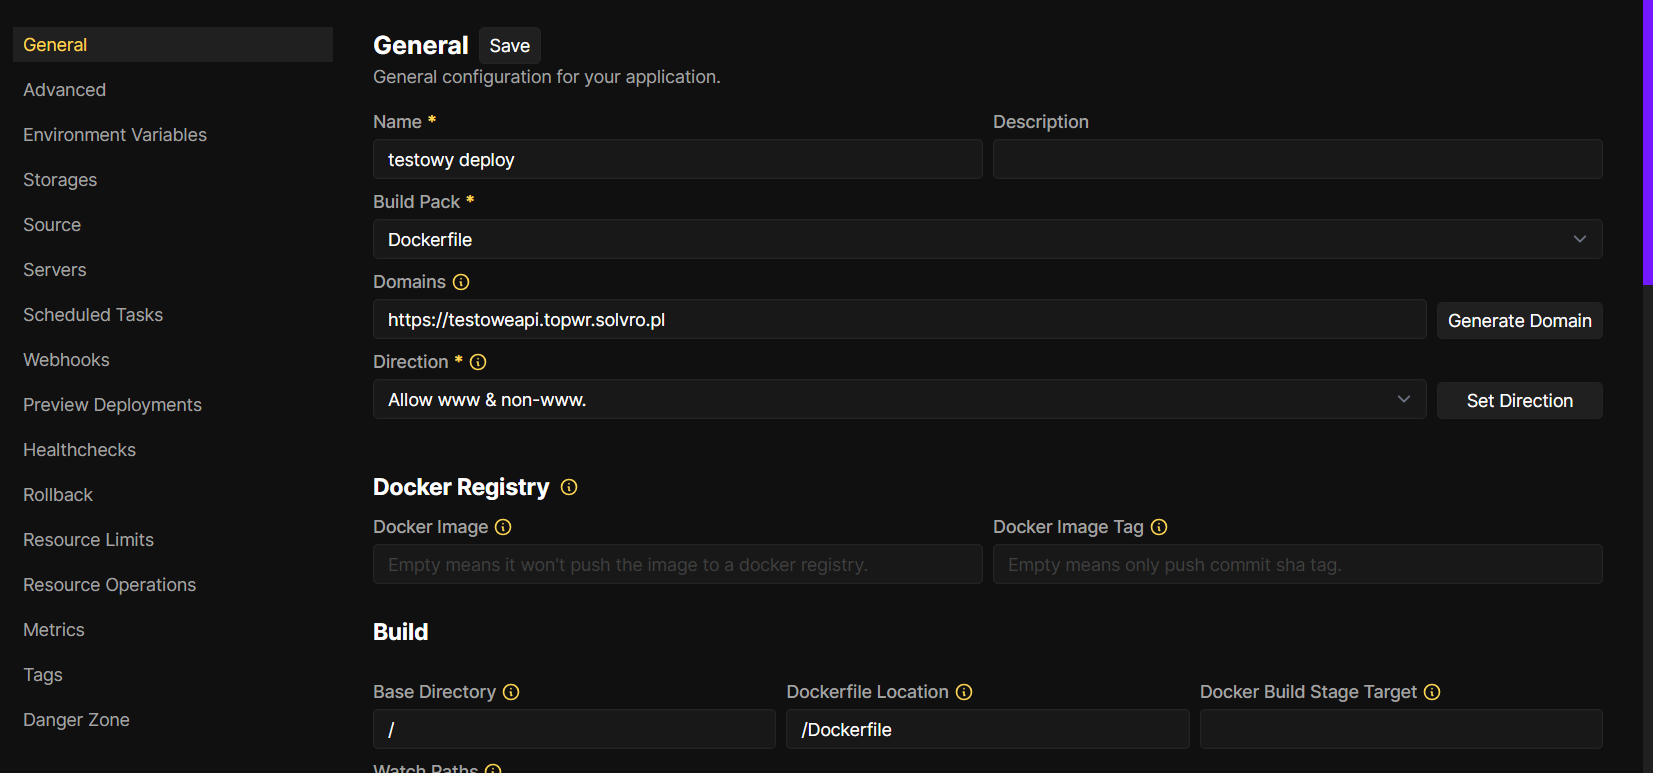 General
Advanced
Environment Variables
Storages
Source
Servers
Scheduled Tasks
Webhooks
Preview Deployments
Healthchecks
Rollback
Resource Limits
Resource Operations
Metrics
Tags
Danger Zone
General Save
General configuration for your application.
Name * Description
testowy deploy
Build Pack *
Dockerfile
Domains
https://testoweapi.topwr.solvro.pl Generate Domain
Direction *
Allow www & non-www. Set Direction
Docker Registry
Docker Image Docker Image Tag
Empty means it won't push the image to a docker registry. Empty means only push commit sha tag.
Build
Base Directory Dockerfile Location Docker Build Stage Target
/ /Dockerfile
Watch Paths